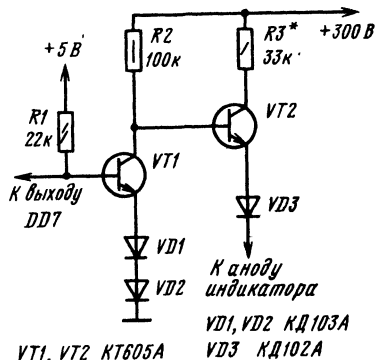 R2
100к
R3*
33к
+300 В
+5 В
R1
22к
VT2
VT1
К выходу
DD7
VD3
VD1
VD2
К аноду
индикатора
VD1, VD2 КД103А
VT1, VT2 КТ605А
VD3 КД102А